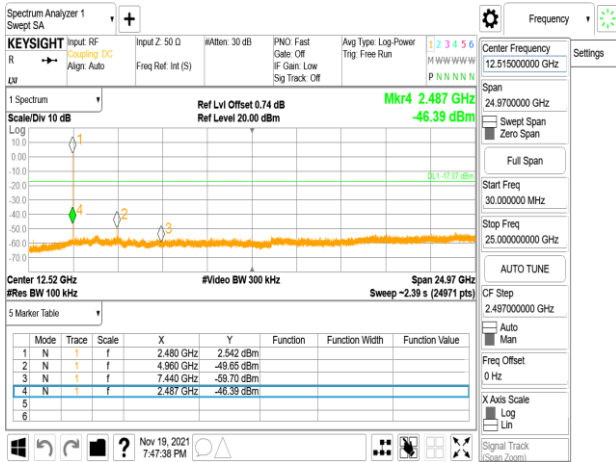 Spectrum Analyzer 1
Swept SA
+
Frequency
KEYSIGHT
R
Input: RF
Coupling: DC
Align: Auto
Input Z: 50 Ω
Freq Ref: Int (S)
#Atten: 30 dB
PNO: Fast
Gate: Off
IF Gain: Low
Sig Track: Off
Avg Type: Log-Power
Trig: Free Run
1 2 3 4 5 6
M W W W W W
P N N N N N
1 Spectrum
Scale/Div 10 dB
Ref Lvl Offset 0.74 dB
Ref Level 20.00 dBm
Mkr4 2.487 GHz
-46.39 dBm
Log
10.0
0.00
-10.0
-20.0
-30.0
-40.0
-50.0
-60.0
-70.0
1
4
2
3
DL1 -17.07 dBm
Center 12.52 GHz
#Video BW 300 kHz
Span 24.97 GHz
#Res BW 100 kHz
Sweep ~2.39 s (24971 pts)
5 Marker Table
Mode Trace Scale X Y Function Function Width Function Value
1 N 1 f 2.480 GHz 2.542 dBm
2 N 1 f 4.960 GHz -49.65 dBm
3 N 1 f 7.440 GHz -59.70 dBm
4 N 1 f 2.487 GHz -46.39 dBm
5
6
?
Nov 19, 2021
7:47:38 PM
Settings
Center Frequency
12.515000000 GHz
Span
24.9700000 GHz
Swept Span
Zero Span
Full Span
Start Freq
30.000000 MHz
Stop Freq
25.000000000 GHz
AUTO TUNE
CF Step
2.497000000 GHz
Auto
Man
Freq Offset
0 Hz
X Axis Scale
Log
Lin
Signal Track
(Span Zoom)